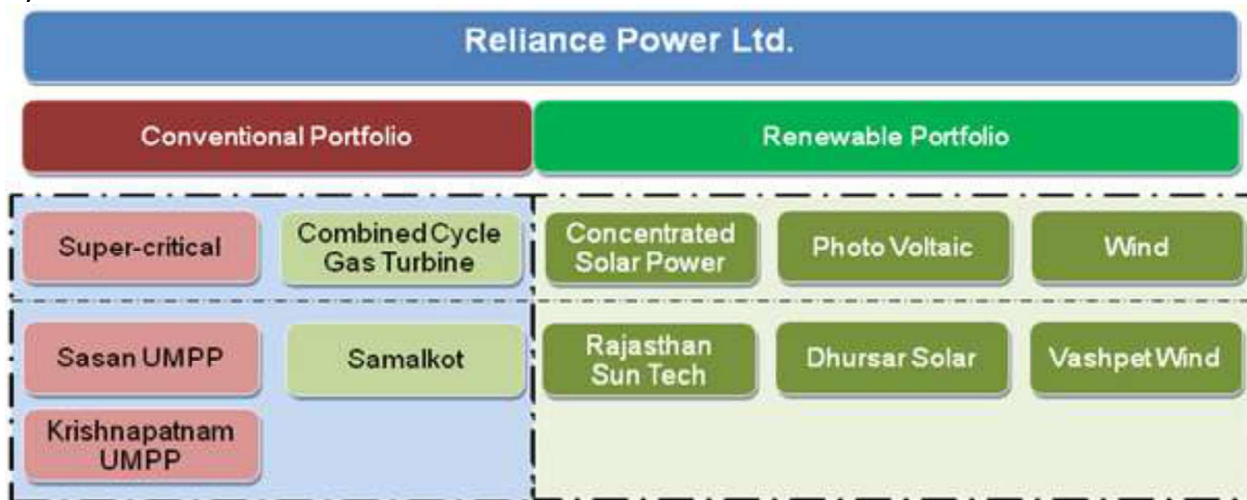 Reliance Power Ltd.
Conventional Portfolio
Renewable Portfolio
Super-critical
Combined Cycle
Gas Turbine
Concentrated
Solar Power
Photo Voltaic
Wind
Sasan UMPP
Samalkot
Rajasthan
Sun Tech
Dhursar Solar
Vashpet Wind
Krishnapatnam
UMPP